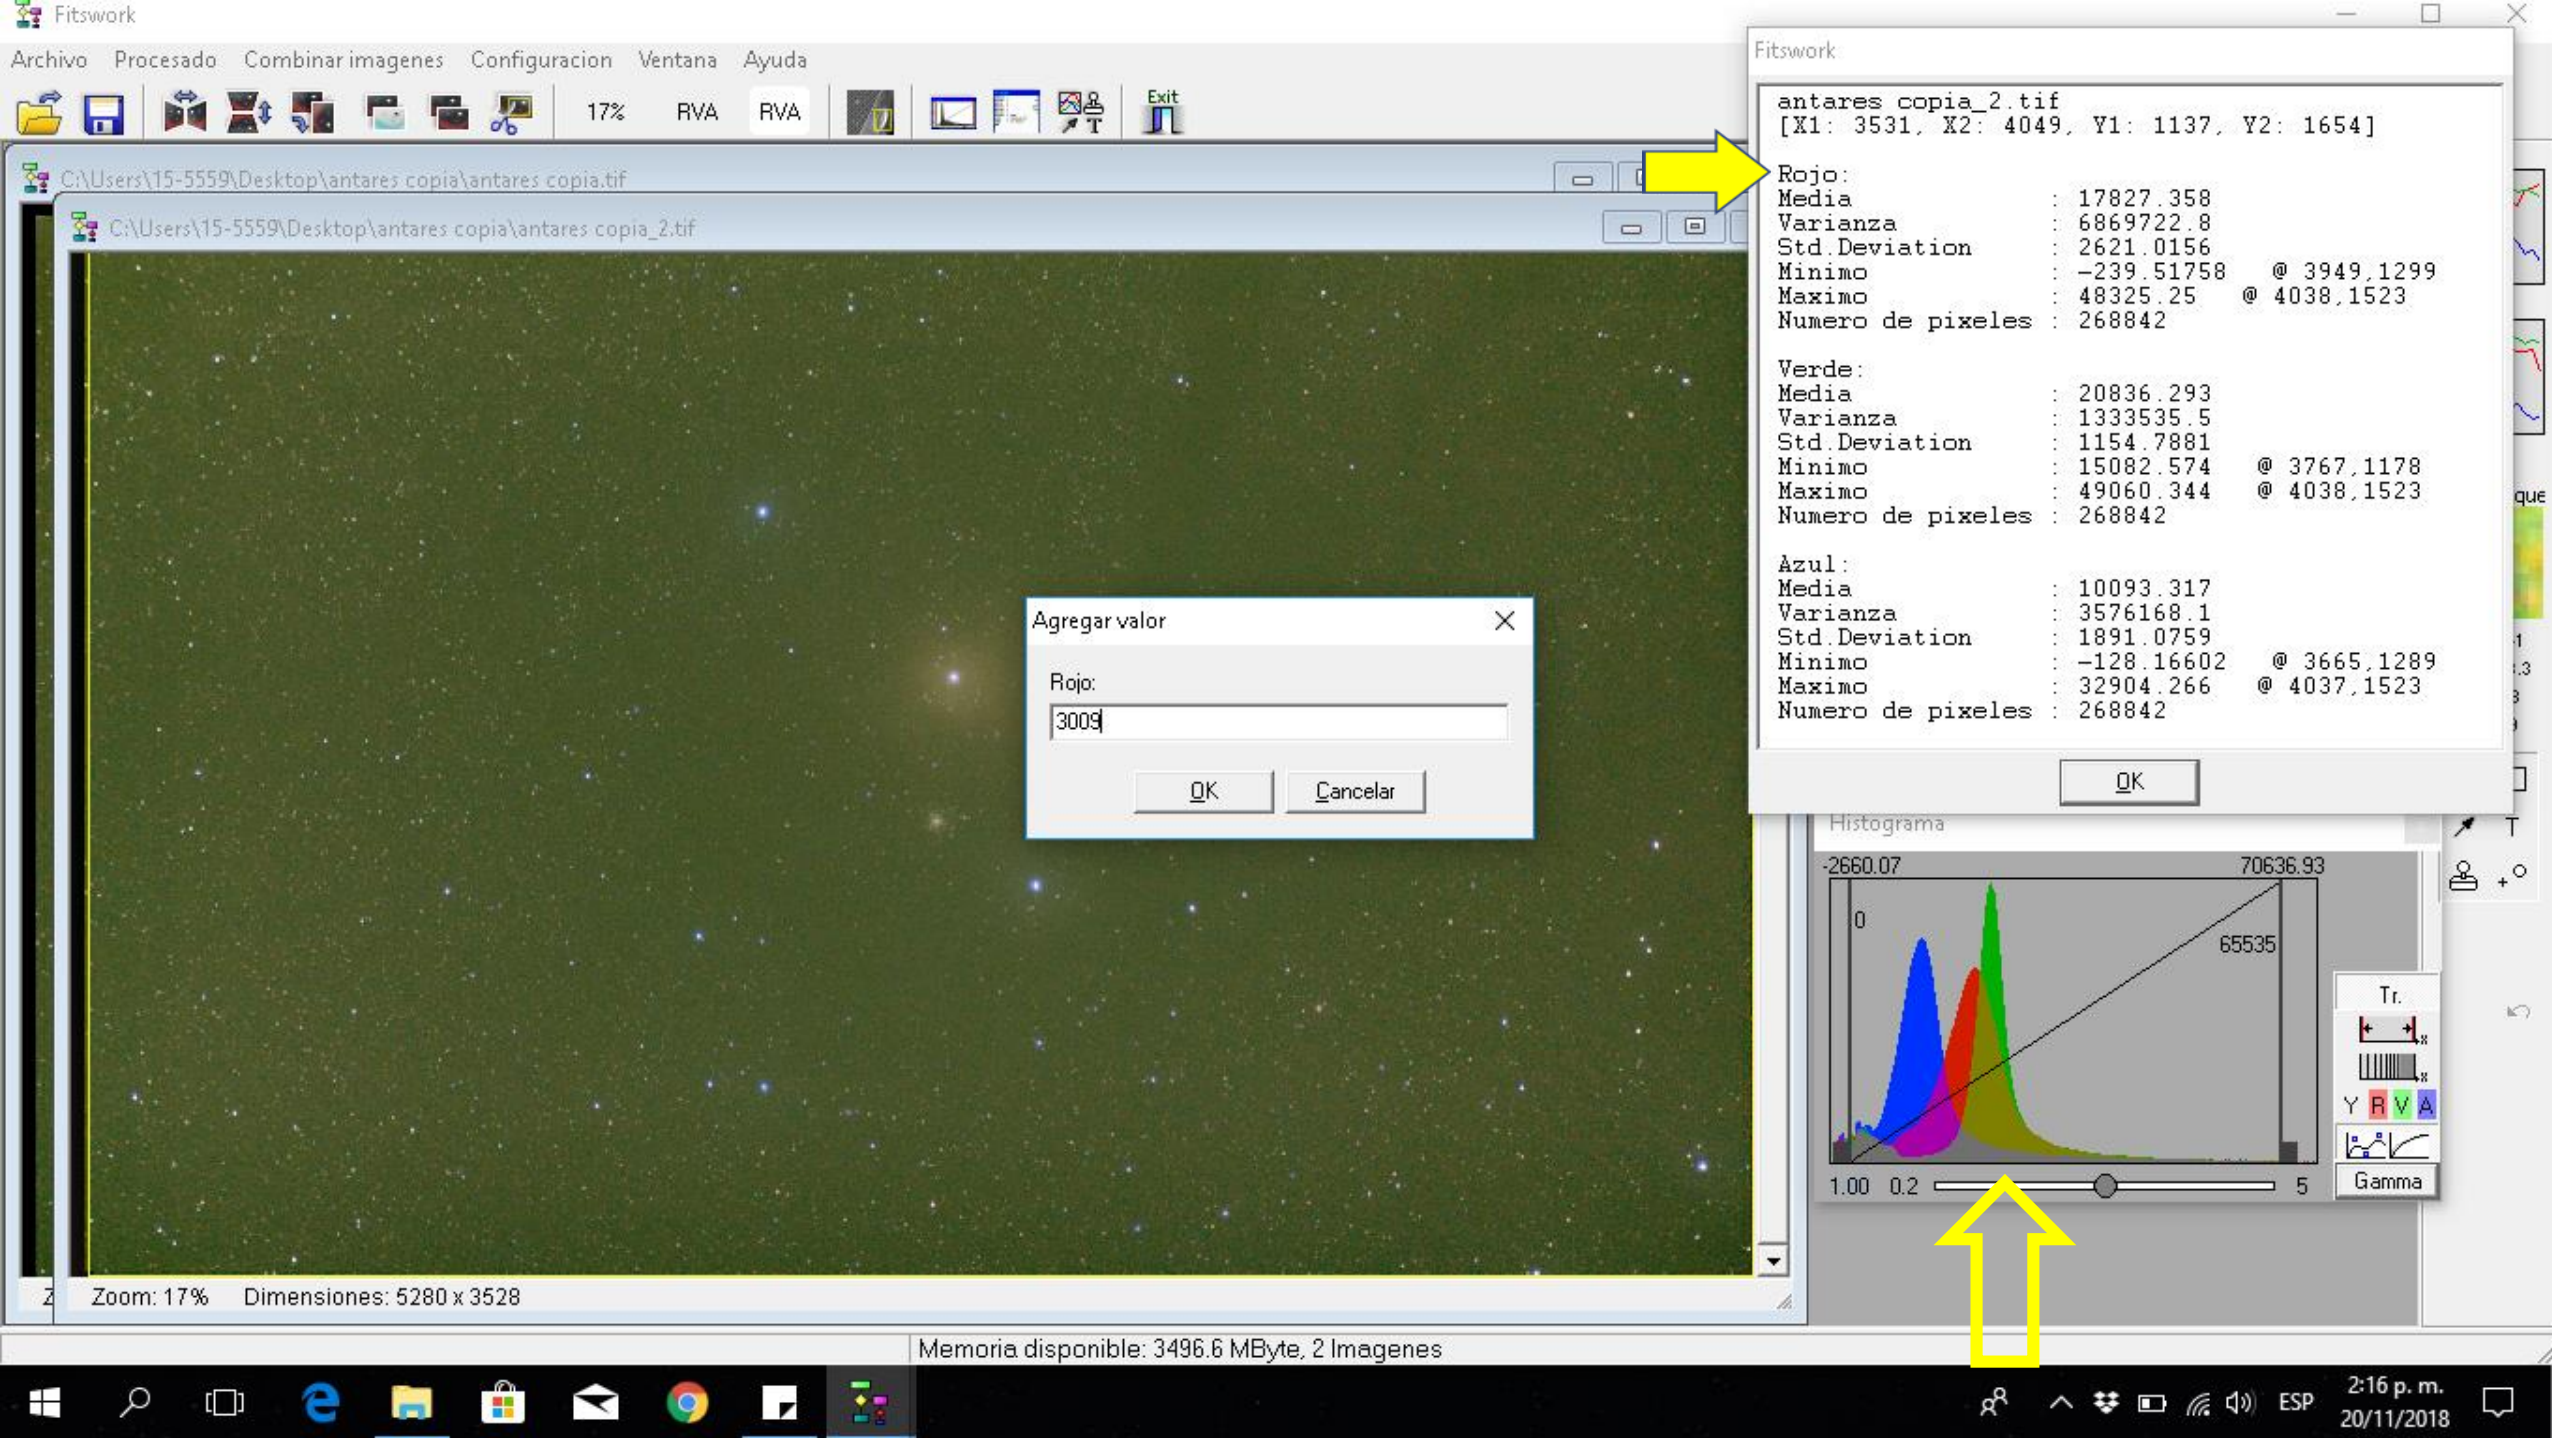 Fitswork
Archivo Procesado Combinar imagenes Configuracion Ventana Ayuda
17% RVA RVA Exit
C:\Users\15-5559\Desktop\antares copia\antares copia.tif
C:\Users\15-5559\Desktop\antares copia\antares copia_2.tif
Fitswork
antares copia_2.tif
[X1: 3531, X2: 4049, Y1: 1137, Y2: 1654]
Rojo:
Media : 17827.358
Varianza : 6869722.8
Std.Deviation : 2621.0156
Minimo : -239.51758 @ 3949,1299
Maximo : 48325.25 @ 4038,1523
Numero de pixeles : 268842
Verde:
Media : 20836.293
Varianza : 1333535.5
Std.Deviation : 1154.7881
Minimo : 15082.574 @ 3767,1178
Maximo : 49060.344 @ 4038,1523
Numero de pixeles : 268842
Azul:
Media : 10093.317
Varianza : 3576168.1
Std.Deviation : 1891.0759
Minimo : -128.16602 @ 3665,1289
Maximo : 32904.266 @ 4037,1523
Numero de pixeles : 268842
OK
Agregar valor
Rojo:
3009
OK Cancelar
Histograma
-2660.07 70636.93
0
65535
1.00 0.2 5
Tr.
Y R V A
Gamma
T
Zoom: 17% Dimensiones: 5280 x 3528
Memoria disponible: 3496.6 MByte, 2 Imagenes
ESP
2:16 p. m.
20/11/2018